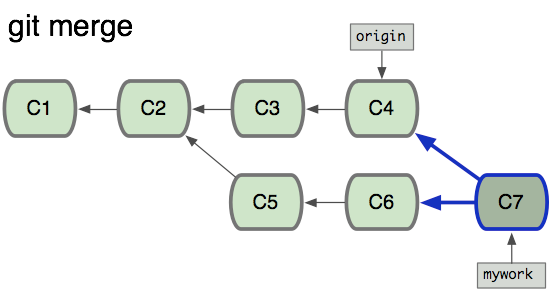 git merge
origin
C1 C2 C3 C4
C5 C6 C7
mywork